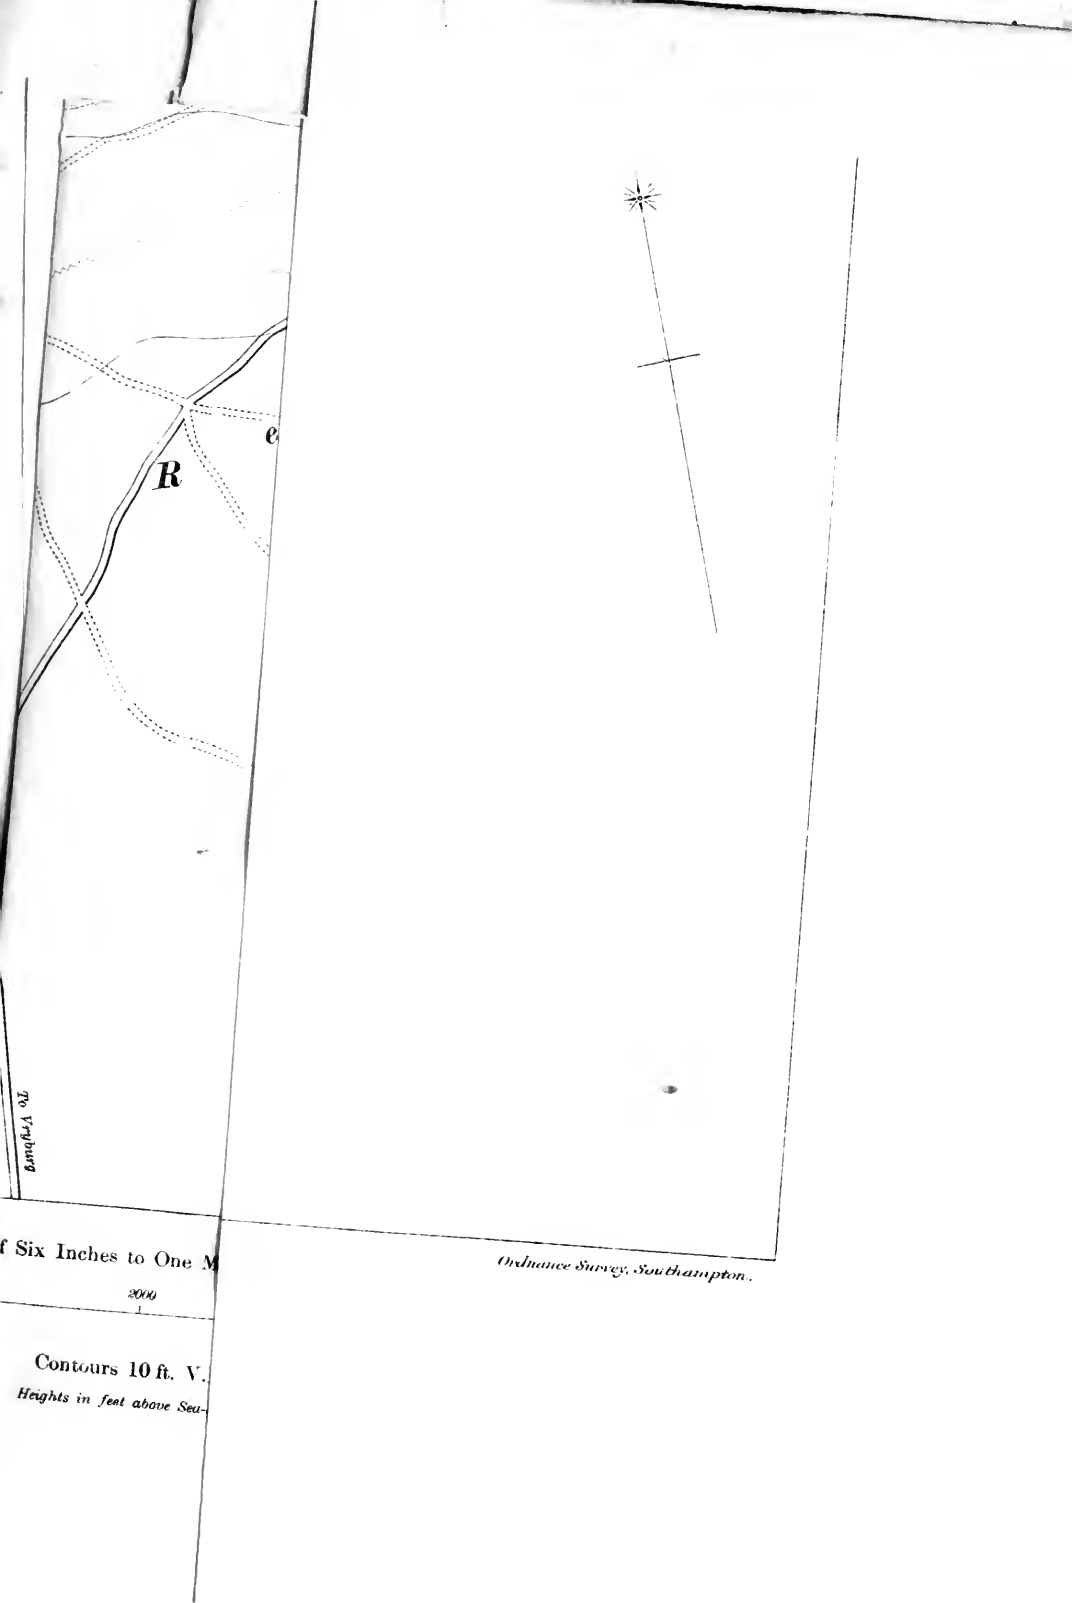 e
R
To Vryburg
f Six Inches to One M
Ordnance Survey, Southampton.
2000
Contours 10 ft. V.
Heights in feet above Sea-